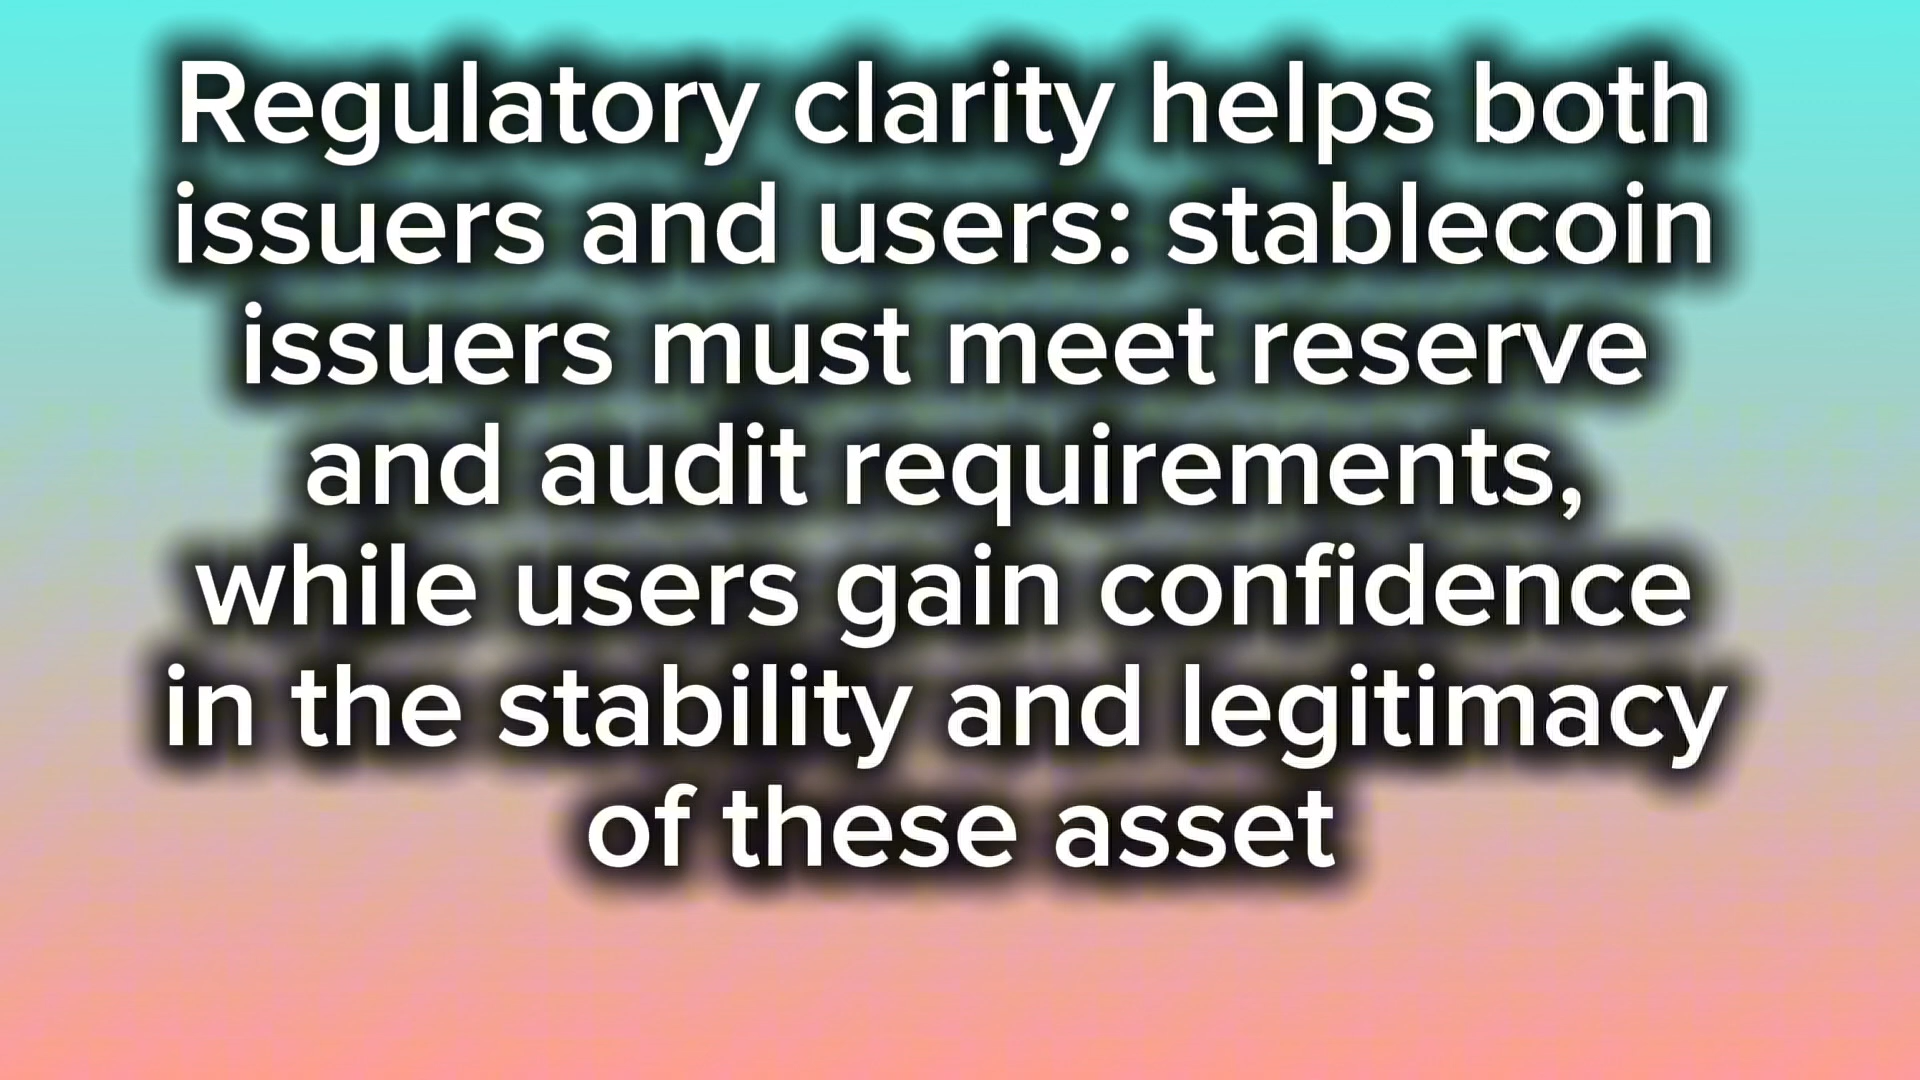 Regulatory clarity helps both
issuers and users: stablecoin
issuers must meet reserve
and audit requirements,
while users gain confidence
in the stability and legitimacy
of these asset